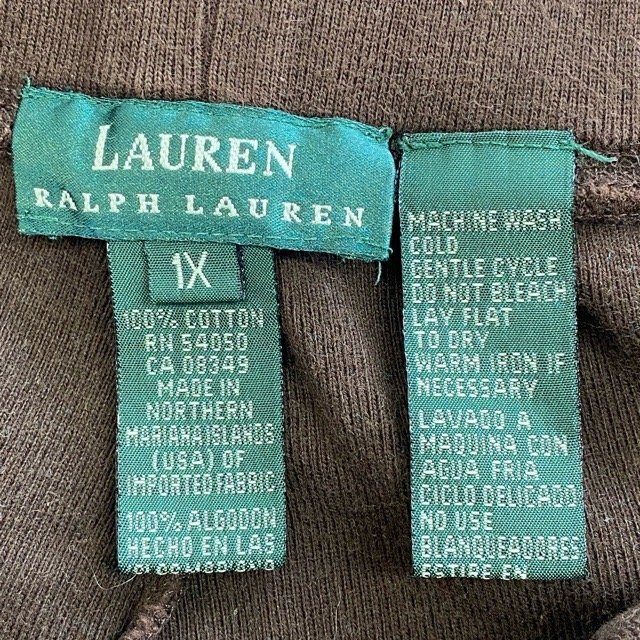 LAUREN
RALPH LAUREN
1X
100% COTTON
RN 54050
CA 08349
MADE IN
NORTHERN
MARIANA ISLANDS
(USA) OF
IMPORTED FABRIC
100% ALGODON
HECHO EN LAS
MACHINE WASH
COLD
GENTLE CYCLE
DO NOT BLEACH
LAY FLAT
TO DRY
WARM IRON IF
NECESSARY
LAVADO A
MAQUINA CON
AGUA FRIA
CICLO DELICADO
NO USE
BLANQUEADORES
ESTIRE EN